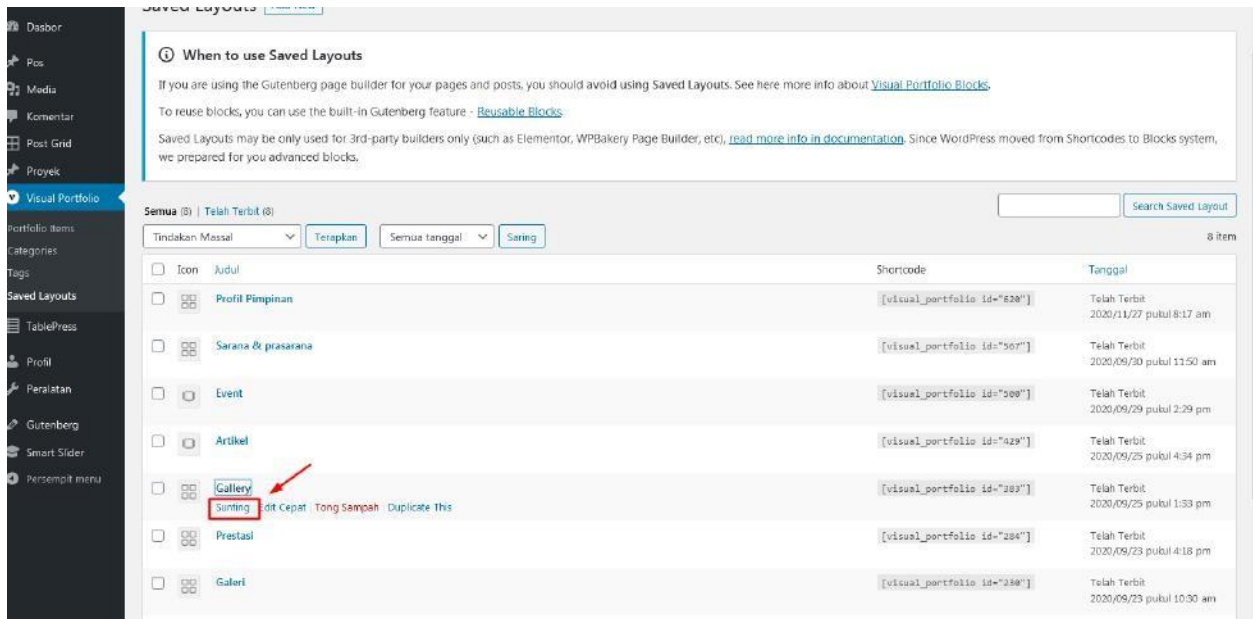 Saved Layouts
Dasbor
Pos
Media
Komentar
Post Grid
Proyek
Visual Portfolio
Portfolio Items
Categories
Tags
Saved Layouts
TablePress
Profil
Peralatan
Gutenberg
Smart Slider
Persempit menu
When to use Saved Layouts
If you are using the Gutenberg page builder for your pages and posts, you should avoid using Saved Layouts. See here more info about Visual Portfolio Blocks.
To reuse blocks, you can use the built-in Gutenberg feature - Reusable Blocks.
Saved Layouts may be only used for 3rd-party builders only (such as Elementor, WPBakery Page Builder, etc), read more info in documentation. Since WordPress moved from Shortcodes to Blocks system,
we prepared for you advanced blocks.
Search Saved Layout
Semua (8) | Telah Terbit (8)
Tindakan Massal Terapkan Semua tanggal Saring 8 item
Icon Judul Shortcode Tanggal
Profil Pimpinan [visual_portfolio id="620"] Telah Terbit
2020/11/27 pukul 8:17 am
Sarana & prasarana [visual_portfolio id="567"] Telah Terbit
2020/09/30 pukul 11:50 am
Event [visual_portfolio id="500"] Telah Terbit
2020/09/29 pukul 2:29 pm
Artikel [visual_portfolio id="429"] Telah Terbit
2020/09/25 pukul 4:34 pm
Gallery [visual_portfolio id="383"] Telah Terbit
Sunting Edit Cepat | Tong Sampah | Duplicate This 2020/09/25 pukul 1:33 pm
Prestasi [visual_portfolio id="284"] Telah Terbit
2020/09/23 pukul 4:18 pm
Galeri [visual_portfolio id="230"] Telah Terbit
2020/09/23 pukul 10:30 am